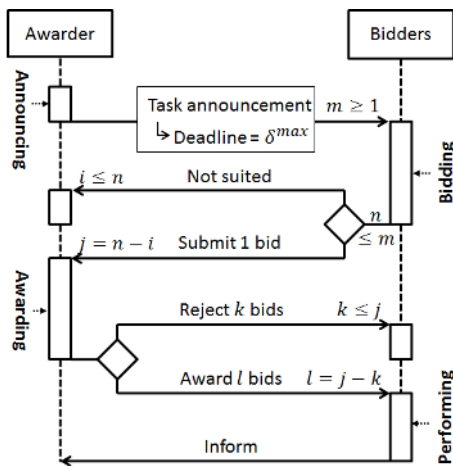 Awarder
Bidders
Announcing
Task announcement m ≥ 1
↳ Deadline = δ^max
i ≤ n Not suited
Bidding
n
≤ m
j = n − i Submit 1 bid
Awarding
Reject k bids k ≤ j
Award l bids l = j − k
Performing
Inform